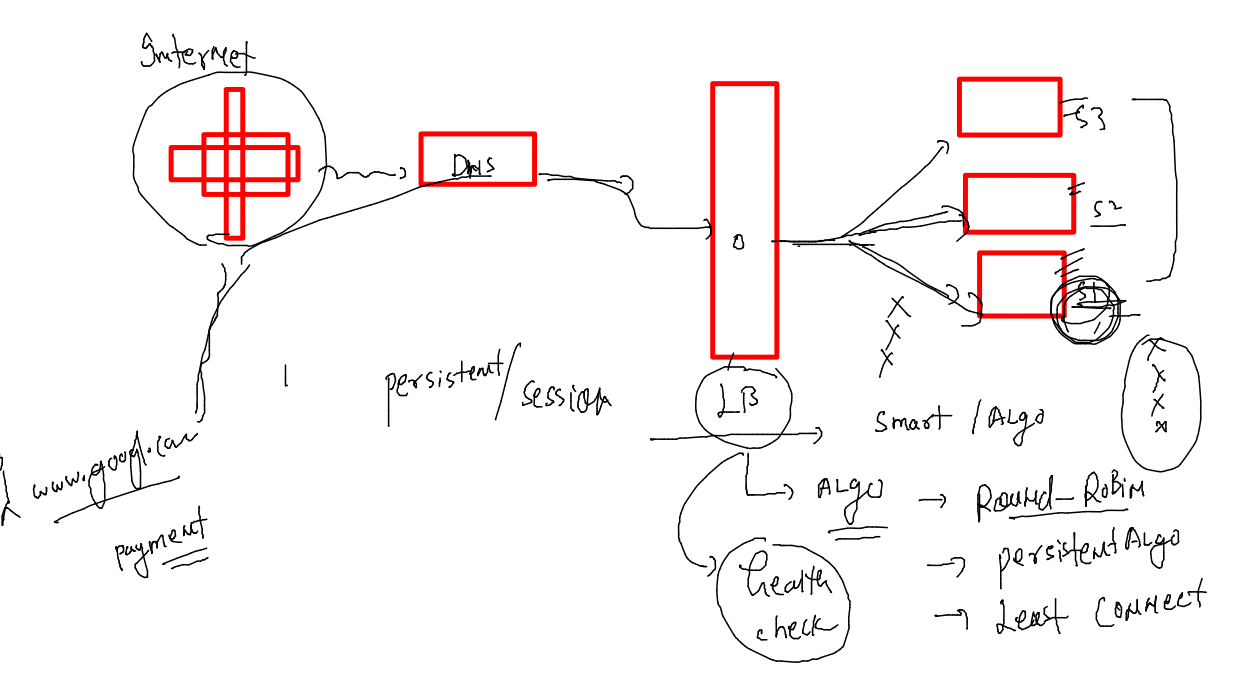 Internet
DNS
S3
S2
S1
O
LB
persistent/session
Smart / ALGO
www.googl.com
payment
ALGO → Round-Robin
→ persistent ALGO
→ Least Connect
health
check
X
X
X
X
X
X
X